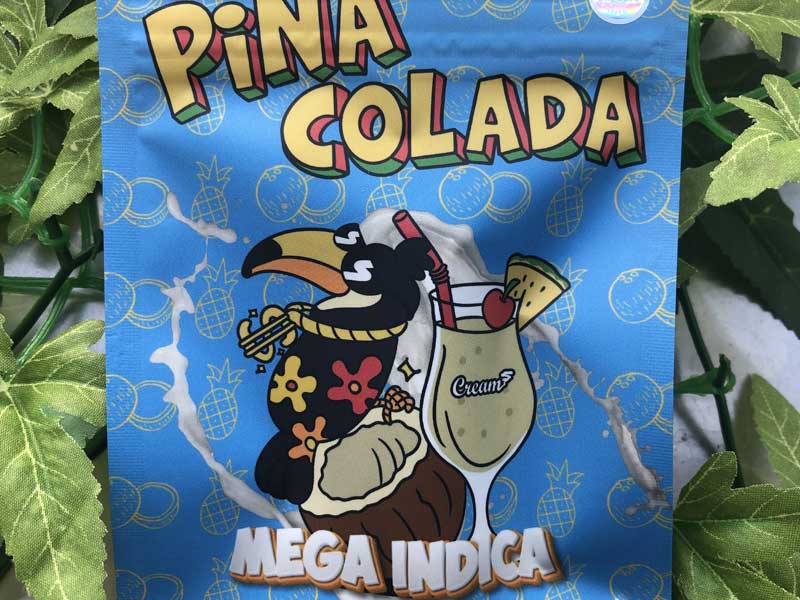 PiNA
COLADA
Cream
MEGA INDICA